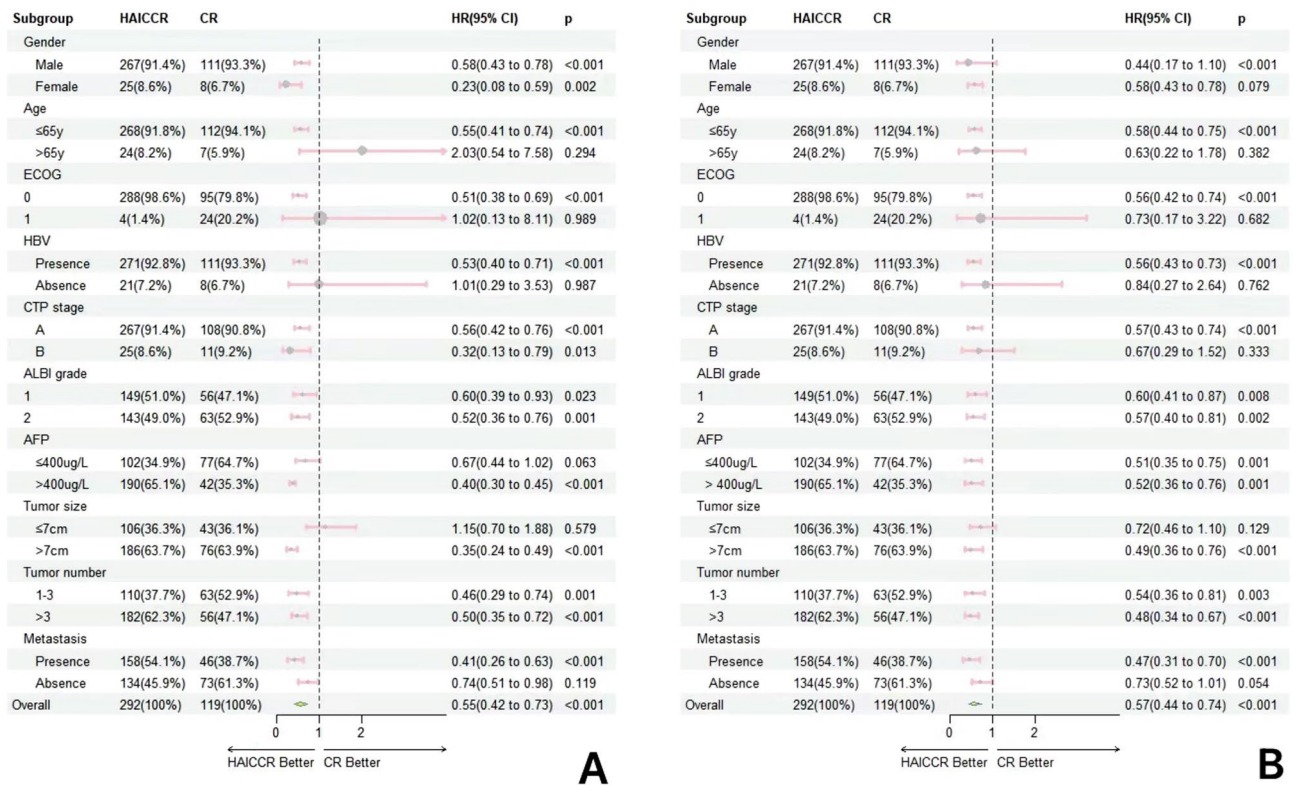 Subgroup HAICCR CR HR(95% CI) p
Gender
Male 267(91.4%) 111(93.3%) 0.58(0.43 to 0.78) <0.001
Female 25(8.6%) 8(6.7%) 0.23(0.08 to 0.59) 0.002
Age
≤65y 268(91.8%) 112(94.1%) 0.55(0.41 to 0.74) <0.001
>65y 24(8.2%) 7(5.9%) 2.03(0.54 to 7.58) 0.294
ECOG
0 288(98.6%) 95(79.8%) 0.51(0.38 to 0.69) <0.001
1 4(1.4%) 24(20.2%) 1.02(0.13 to 8.11) 0.989
HBV
Presence 271(92.8%) 111(93.3%) 0.53(0.40 to 0.71) <0.001
Absence 21(7.2%) 8(6.7%) 1.01(0.29 to 3.53) 0.987
CTP stage
A 267(91.4%) 108(90.8%) 0.56(0.42 to 0.76) <0.001
B 25(8.6%) 11(9.2%) 0.32(0.13 to 0.79) 0.013
ALBI grade
1 149(51.0%) 56(47.1%) 0.60(0.39 to 0.93) 0.023
2 143(49.0%) 63(52.9%) 0.52(0.36 to 0.76) 0.001
AFP
≤400ug/L 102(34.9%) 77(64.7%) 0.67(0.44 to 1.02) 0.063
>400ug/L 190(65.1%) 42(35.3%) 0.40(0.30 to 0.45) <0.001
Tumor size
≤7cm 106(36.3%) 43(36.1%) 1.15(0.70 to 1.88) 0.579
>7cm 186(63.7%) 76(63.9%) 0.35(0.24 to 0.49) <0.001
Tumor number
1-3 110(37.7%) 63(52.9%) 0.46(0.29 to 0.74) 0.001
>3 182(62.3%) 56(47.1%) 0.50(0.35 to 0.72) <0.001
Metastasis
Presence 158(54.1%) 46(38.7%) 0.41(0.26 to 0.63) <0.001
Absence 134(45.9%) 73(61.3%) 0.74(0.51 to 0.98) 0.119
Overall 292(100%) 119(100%) 0.55(0.42 to 0.73) <0.001
0 1 2
HAICCR Better CR Better
A
Subgroup HAICCR CR HR(95% CI) p
Gender
Male 267(91.4%) 111(93.3%) 0.44(0.17 to 1.10) <0.001
Female 25(8.6%) 8(6.7%) 0.58(0.43 to 0.78) 0.079
Age
≤65y 268(91.8%) 112(94.1%) 0.58(0.44 to 0.75) <0.001
>65y 24(8.2%) 7(5.9%) 0.63(0.22 to 1.78) 0.382
ECOG
0 288(98.6%) 95(79.8%) 0.56(0.42 to 0.74) <0.001
1 4(1.4%) 24(20.2%) 0.73(0.17 to 3.22) 0.682
HBV
Presence 271(92.8%) 111(93.3%) 0.56(0.43 to 0.73) <0.001
Absence 21(7.2%) 8(6.7%) 0.84(0.27 to 2.64) 0.762
CTP stage
A 267(91.4%) 108(90.8%) 0.57(0.43 to 0.74) <0.001
B 25(8.6%) 11(9.2%) 0.67(0.29 to 1.52) 0.333
ALBI grade
1 149(51.0%) 56(47.1%) 0.60(0.41 to 0.87) 0.008
2 143(49.0%) 63(52.9%) 0.57(0.40 to 0.81) 0.002
AFP
≤400ug/L 102(34.9%) 77(64.7%) 0.51(0.35 to 0.75) 0.001
> 400ug/L 190(65.1%) 42(35.3%) 0.52(0.36 to 0.76) 0.001
Tumor size
≤7cm 106(36.3%) 43(36.1%) 0.72(0.46 to 1.10) 0.129
>7cm 186(63.7%) 76(63.9%) 0.49(0.36 to 0.76) <0.001
Tumor number
1-3 110(37.7%) 63(52.9%) 0.54(0.36 to 0.81) 0.003
>3 182(62.3%) 56(47.1%) 0.48(0.34 to 0.67) <0.001
Metastasis
Presence 158(54.1%) 46(38.7%) 0.47(0.31 to 0.70) <0.001
Absence 134(45.9%) 73(61.3%) 0.73(0.52 to 1.01) 0.054
Overall 292(100%) 119(100%) 0.57(0.44 to 0.74) <0.001
0 1 2
HAICCR Better CR Better
B